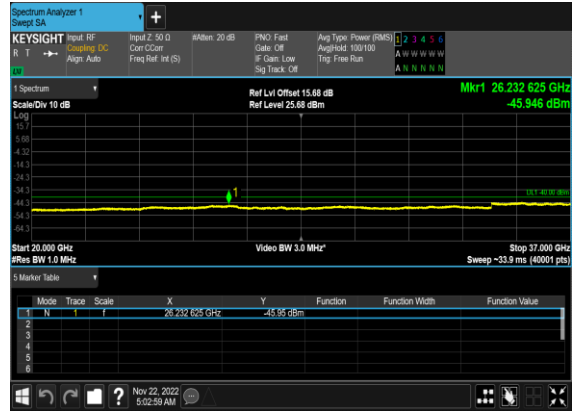 Spectrum Analyzer 1
Swept SA
+
KEYSIGHT Input: RF Input Z: 50 Ω #Atten: 20 dB PNO: Fast Avg Type: Power (RMS) 1 2 3 4 5 6
R T Coupling: DC Corr CCorr Gate: Off Avg|Hold: 100/100 A W W W W W
Align: Auto Freq Ref: Int (S) IF Gain: Low Trig: Free Run
Sig Track: Off A N N N N N
1 Spectrum Ref Lvl Offset 15.68 dB Mkr1 26.232 625 GHz
Scale/Div 10 dB Ref Level 25.68 dBm -45.946 dBm
Log
15.7
5.68
-4.32
-14.3
-24.3
-34.3 1 DL1 -40.00 dBm
-44.3
-54.3
-64.3
Start 20.000 GHz Video BW 3.0 MHz* Stop 37.000 GHz
#Res BW 1.0 MHz Sweep ~33.9 ms (40001 pts)
5 Marker Table
Mode Trace Scale X Y Function Function Width Function Value
1 N 1 f 26.232 625 GHz -45.95 dBm
2
3
4
5
6
? Nov 22, 2022
5:02:59 AM